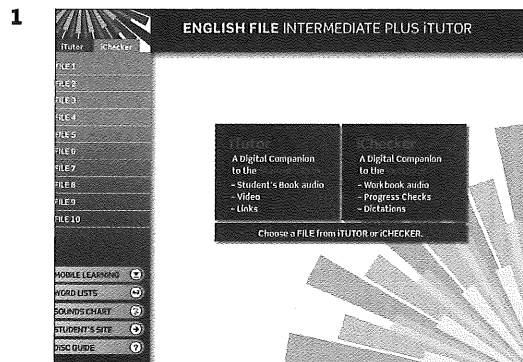 1
ENGLISH FILE INTERMEDIATE PLUS iTUTOR
iTutor iChecker
FILE 1
FILE 2
FILE 3
FILE 4
FILE 5
FILE 6
FILE 7
FILE 8
FILE 9
FILE 10
iTutor
A Digital Companion
to the
- Student's Book audio
- Video
- Links
iChecker
A Digital Companion
to the
- Workbook audio
- Progress Checks
- Dictations
Choose a FILE from iTUTOR or iCHECKER.
MOBILE LEARNING
WORD LISTS
SOUNDS CHART
STUDENT'S SITE
DISC GUIDE